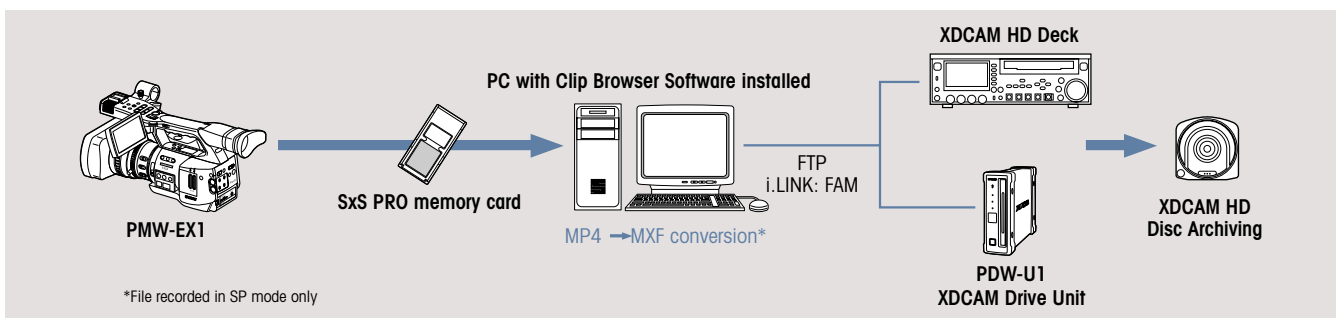 PMW-EX1
SxS PRO memory card
PC with Clip Browser Software installed
MP4 →MXF conversion*
FTP
i.LINK: FAM
XDCAM HD Deck
PDW-U1
XDCAM Drive Unit
XDCAM HD
Disc Archiving
*File recorded in SP mode only